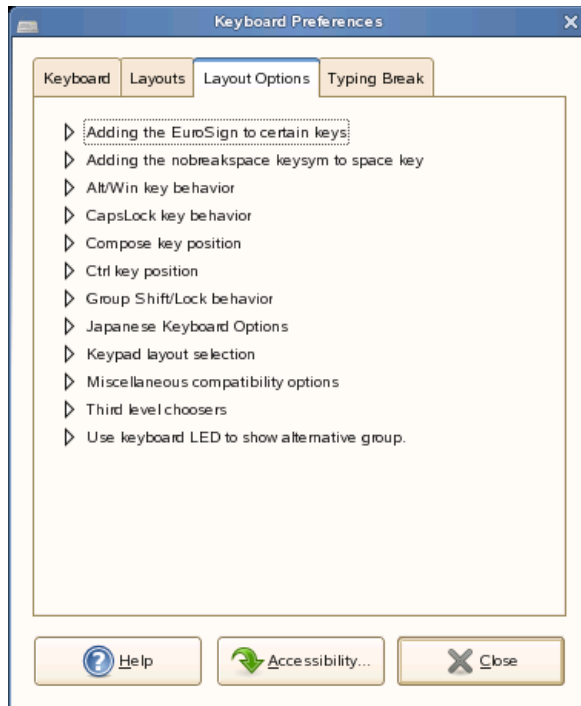 Keyboard Preferences
Keyboard Layouts Layout Options Typing Break
Adding the EuroSign to certain keys
Adding the nobreakspace keysym to space key
Alt/Win key behavior
CapsLock key behavior
Compose key position
Ctrl key position
Group Shift/Lock behavior
Japanese Keyboard Options
Keypad layout selection
Miscellaneous compatibility options
Third level choosers
Use keyboard LED to show alternative group.
Help Accessibility... Close